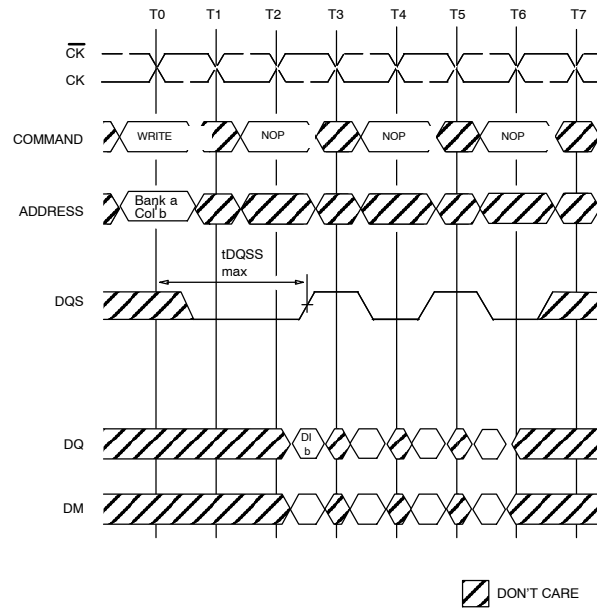 T0 T1 T2 T3 T4 T5 T6 T7
CK
CK
COMMAND WRITE NOP NOP NOP
ADDRESS Bank a
Col b
tDQSS
max
DQS
DQ DI
b
DM
DON'T CARE